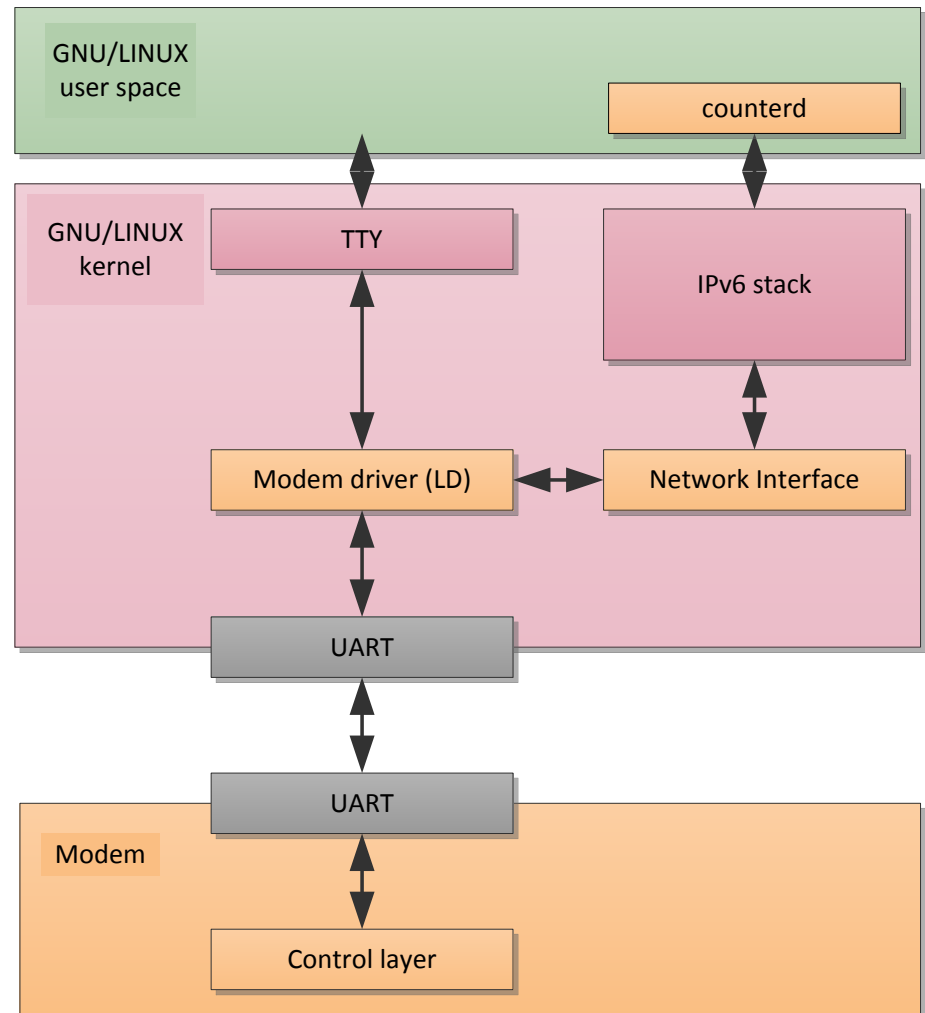 GNU/LINUX
user space
counterd
GNU/LINUX
kernel
TTY
IPv6 stack
Modem driver (LD)
Network Interface
UART
UART
Modem
Control layer